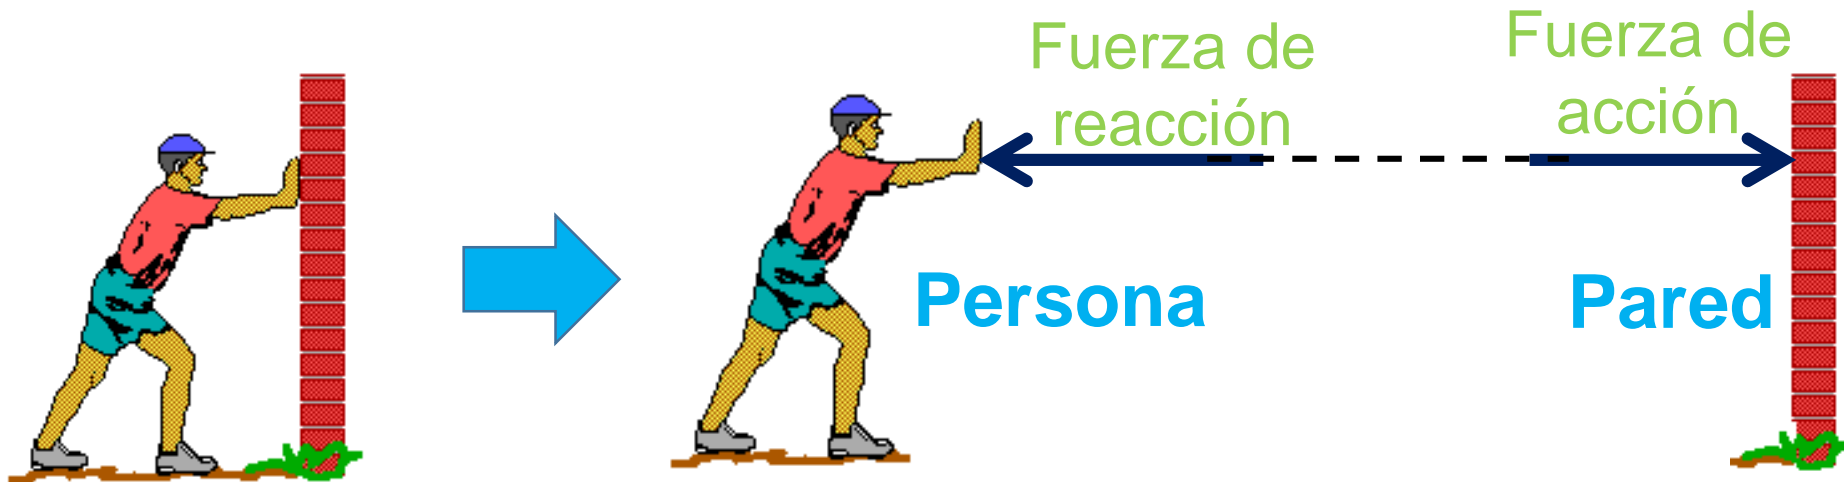 Fuerza de
reacción
Fuerza de
acción
Persona
Pared